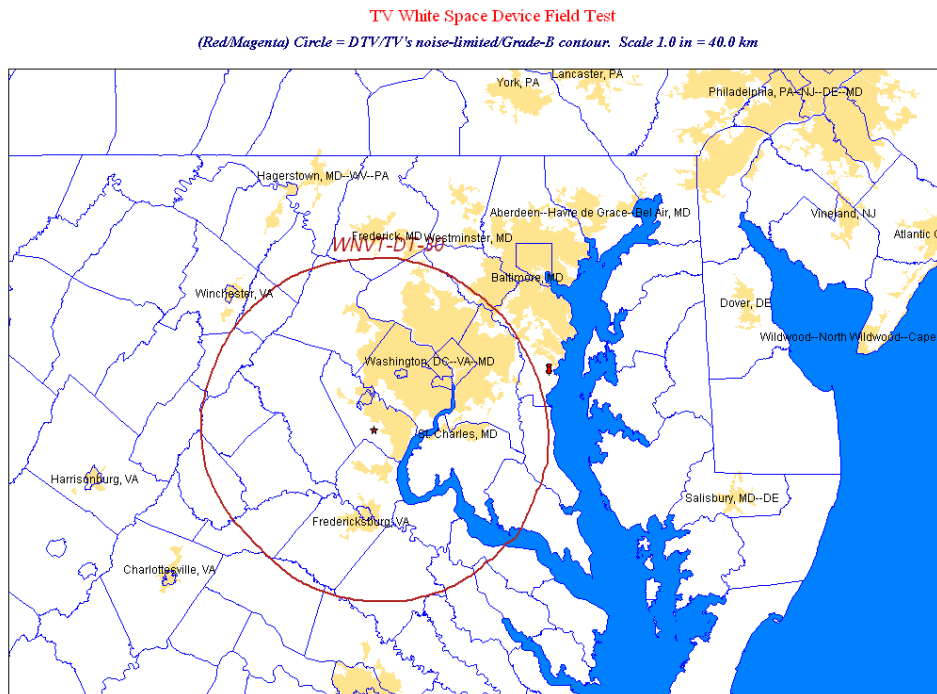 TV White Space Device Field Test
(Red/Magenta) Circle = DTV/TV's noise-limited/Grade-B contour. Scale 1.0 in = 40.0 km
Lancaster, PA
York, PA
Philadelphia, PA--NJ--DE--MD
Hagerstown, MD--WV--PA
Aberdeen--Havre de Grace--Bel Air, MD
Vineland, NJ
Frederick, MD
Westminster, MD
Atlantic C
WNVT-DT-30
Baltimore, MD
Winchester, VA
Dover, DE
Wildwood--North Wildwood--Cape
Washington, DC--VA--MD
St. Charles, MD
Harrisonburg, VA
Salisbury, MD--DE
Fredericksburg, VA
Charlottesville, VA